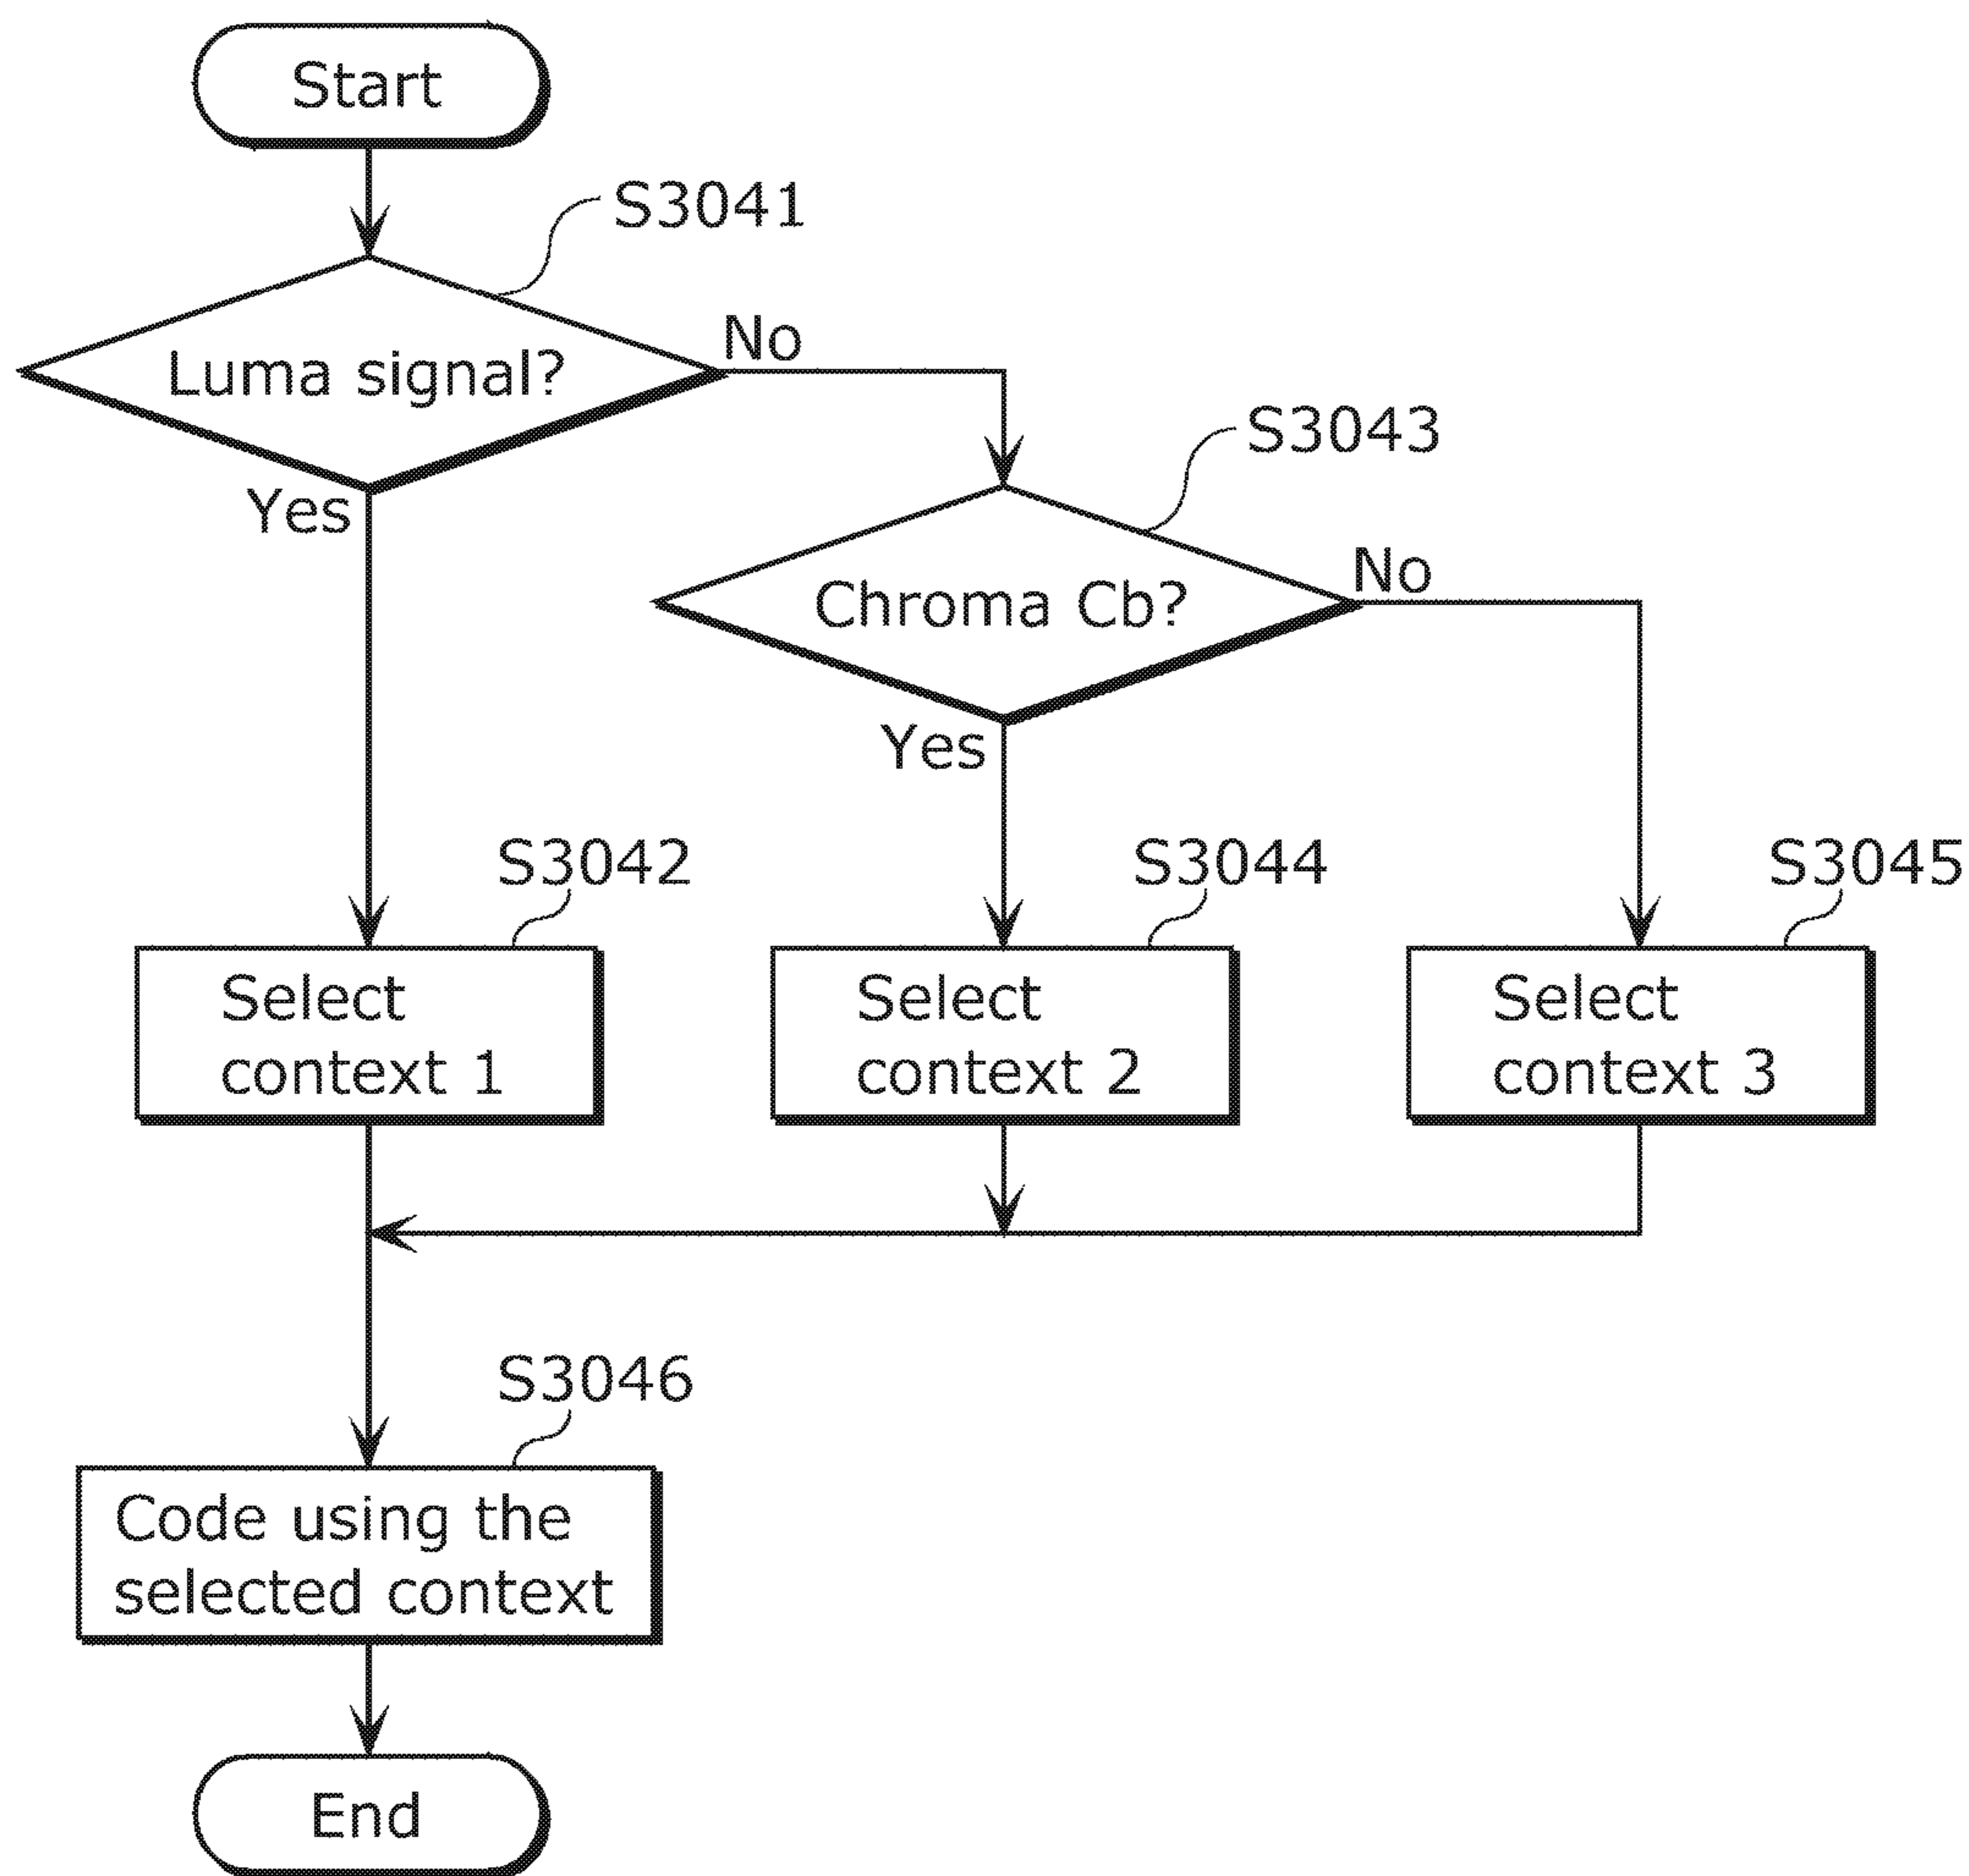 Start
S3041
Luma signal?
No
Yes
S3043
Chroma Cb?
No
Yes
S3042
Select
context 1
S3044
Select
context 2
S3045
Select
context 3
S3046
Code using the
selected context
End